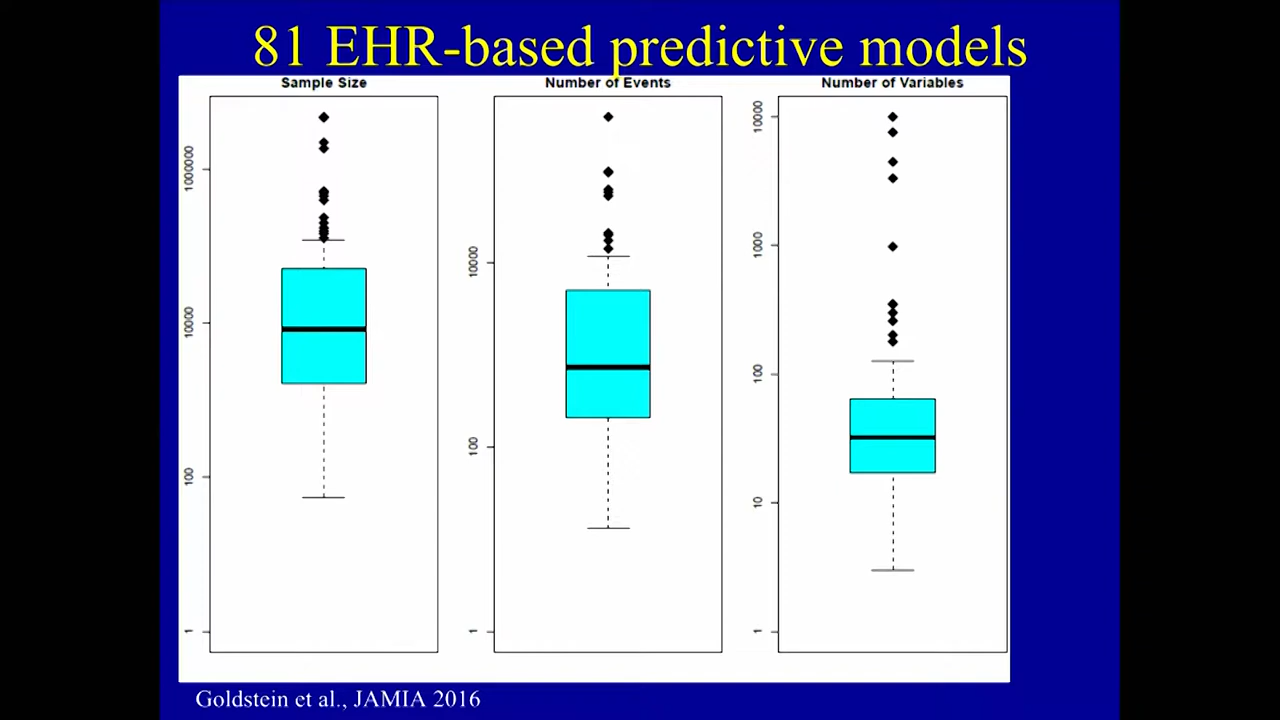 81 EHR-based predictive models
Sample Size
1000000
10000
100
1
Number of Events
10000
100
1
Number of Variables
10000
1000
100
10
1
Goldstein et al., JAMIA 2016